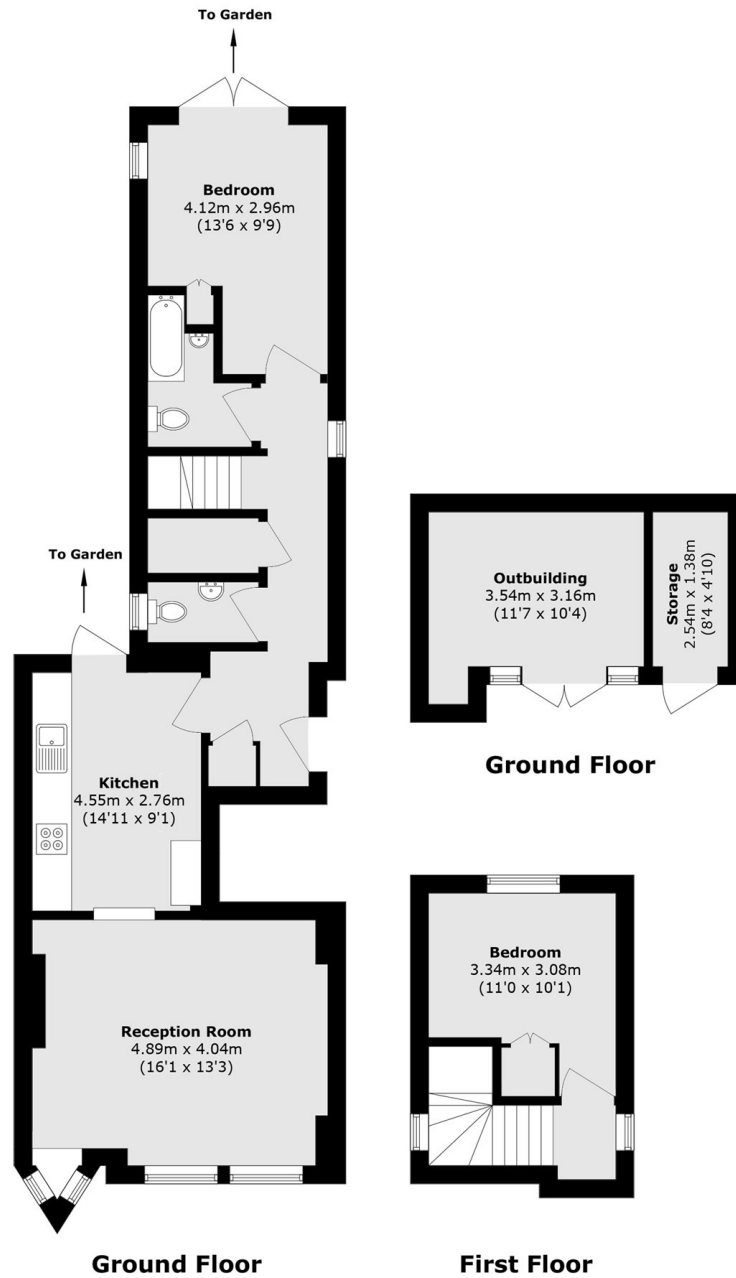 To Garden
Bedroom
4.12m x 2.96m
(13'6 x 9'9)
To Garden
Kitchen
4.55m x 2.76m
(14'11 x 9'1)
Reception Room
4.89m x 4.04m
(16'1 x 13'3)
Ground Floor
Outbuilding
3.54m x 3.16m
(11'7 x 10'4)
Storage
2.54m x 1.38m
(8'4 x 4'10)
Ground Floor
Bedroom
3.34m x 3.08m
(11'0 x 10'1)
First Floor